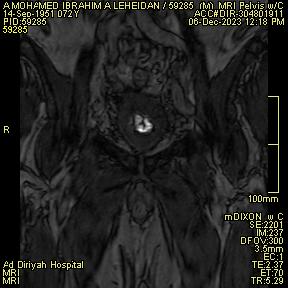 A MOHAMED IBRAHIM A LEHEIDAN / 59285 (M) MRI Pelvis w/C
14-Sep-1951 072Y ACC#DIR-304801911
PID:59285 06-Dec-2023 12:18 PM
59285
R
100mm
mDIXON_w C
SE:2201
IM:237
DFOV:300
3.5mm
Ad Diriyah Hospital EC:1
MRI TE:2.37
MRI ET:70
TR:5.29